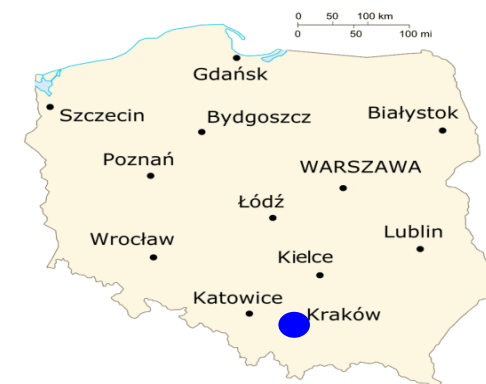 0 50 100 km
0 50 100 mi
Gdańsk
Szczecin
Bydgoszcz
Białystok
Poznań
WARSZAWA
Łódź
Wrocław
Lublin
Kielce
Katowice
Kraków